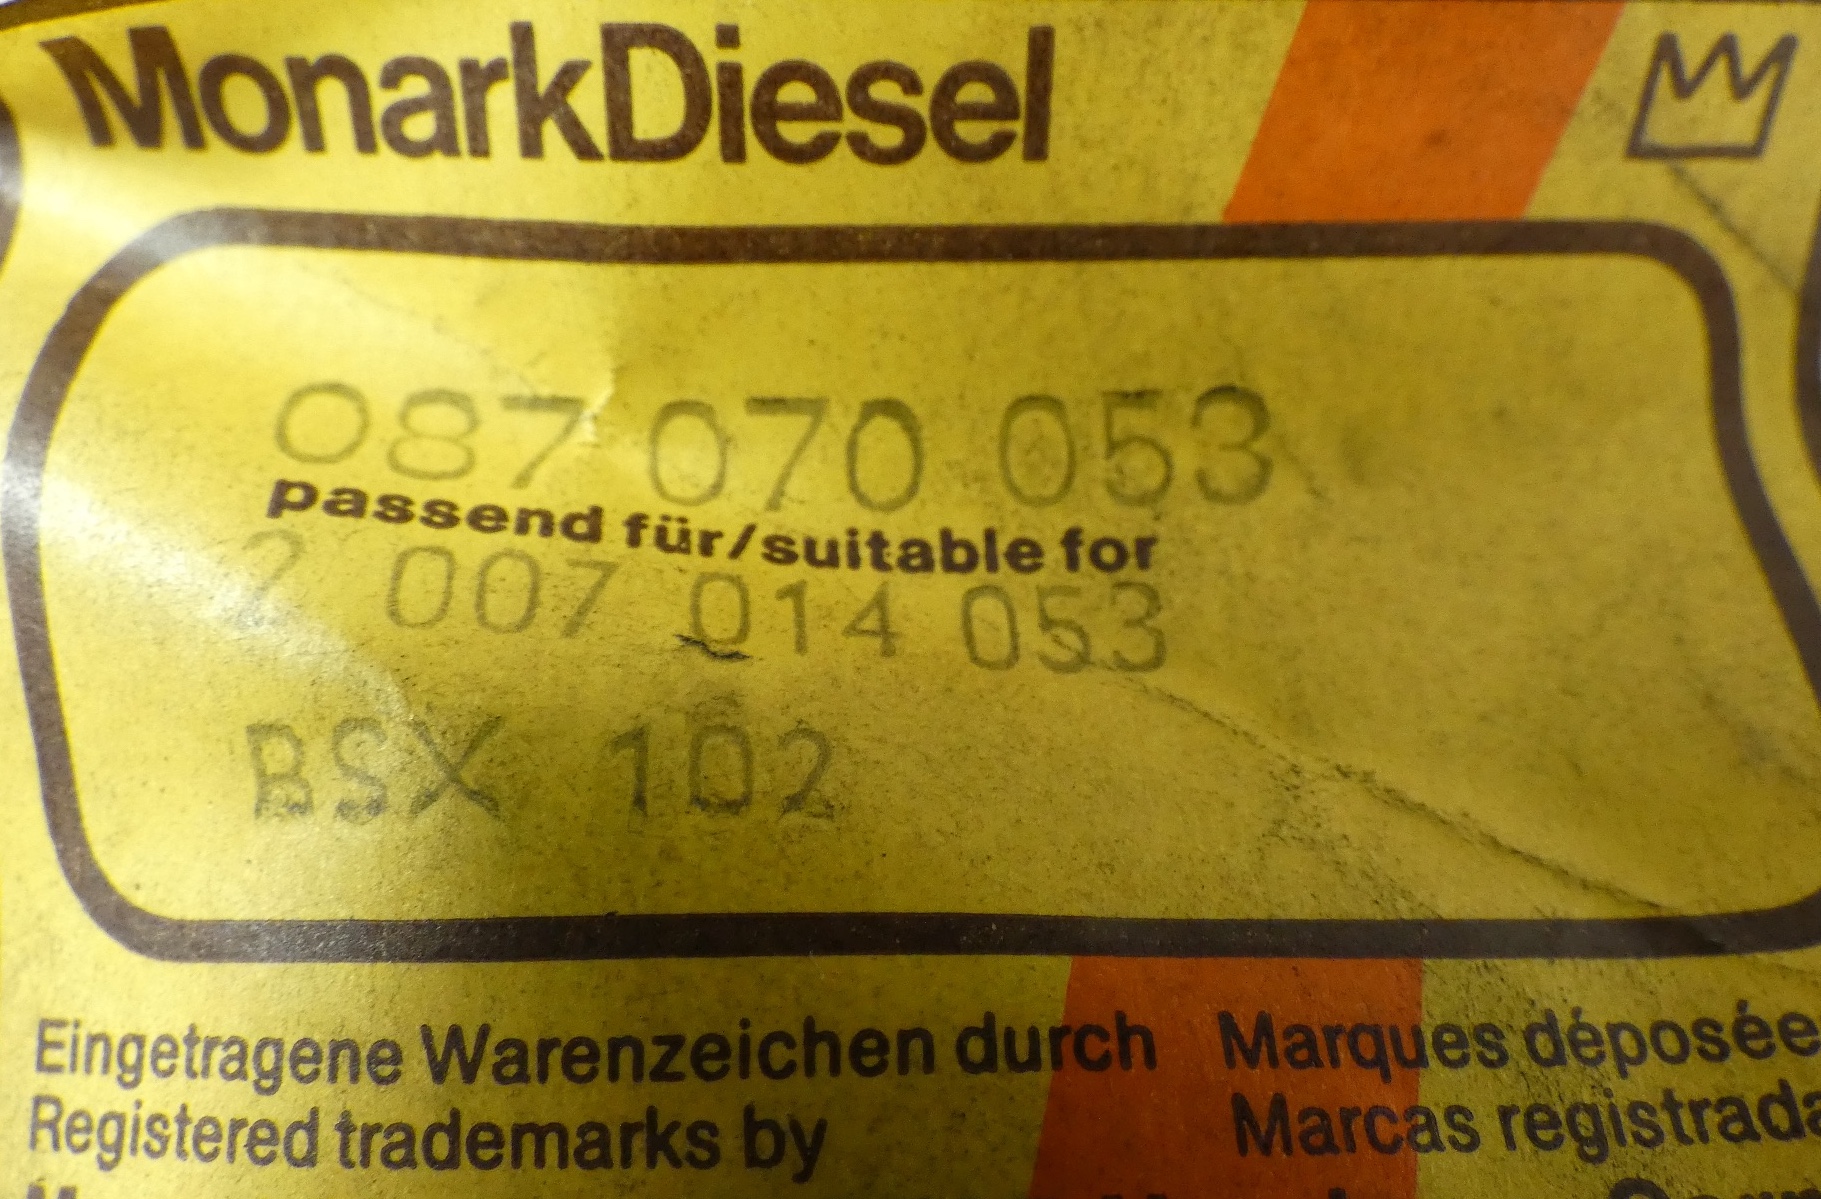 MonarkDiesel
087 070 053
passend für/suitable for
2 007 014 053
BSX 102
Eingetragene Warenzeichen durch
Registered trademarks by
Marques déposée
Marcas registrada